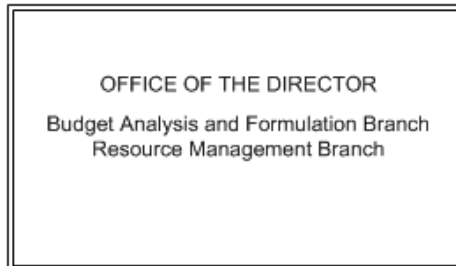 OFFICE OF THE DIRECTOR
Budget Analysis and Formulation Branch
Resource Management Branch